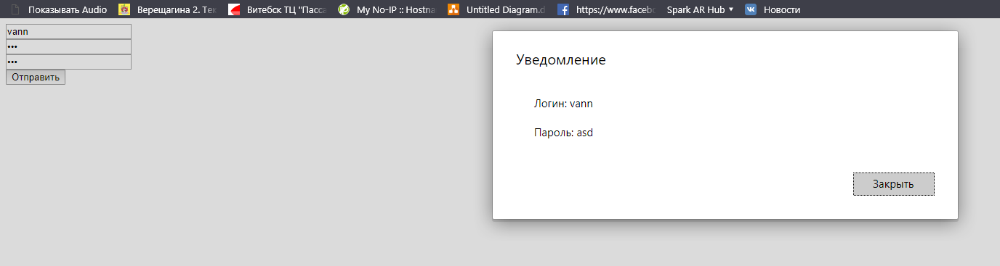 Показывать Audio Верещагина 2. Тек Витебск ТЦ "Пасса My No-IP :: Hostna Untitled Diagram.d https://www.facebo Spark AR Hub Новости
vann
•••
•••
Отправить
Уведомление
Логин: vann
Пароль: asd
Закрыть